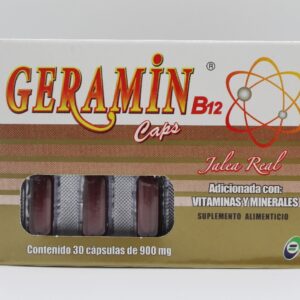 GERAMiN ®
B12
Caps
Jalea Real
Adicionada con:
VITAMINAS Y MINERALES
SUPLEMENTO ALIMENTICIO
Contenido 30 cápsulas de 900 mg